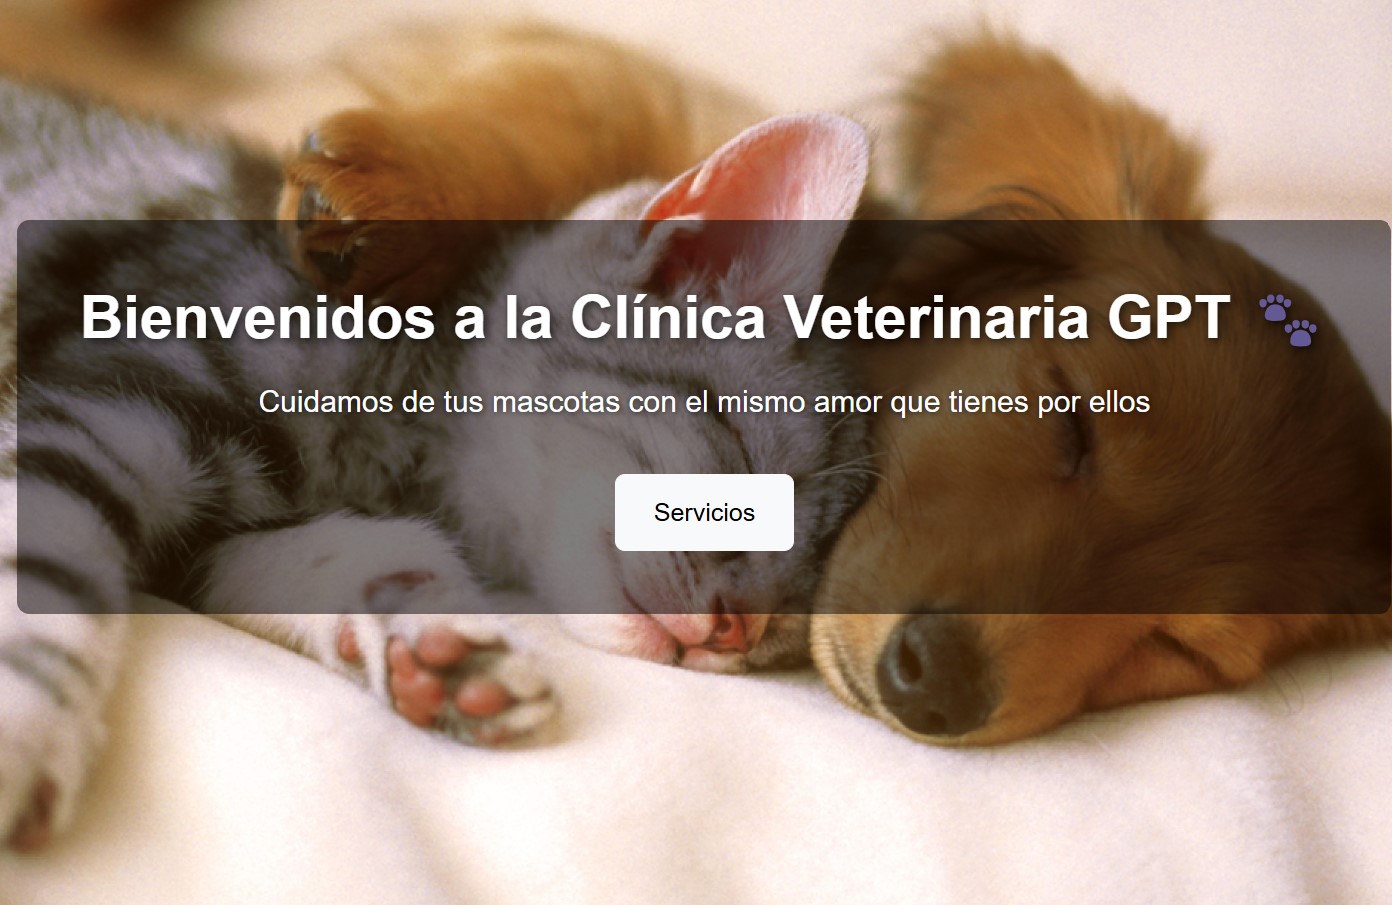 Bienvenidos a la Clínica Veterinaria GPT 🐾
Cuidamos de tus mascotas con el mismo amor que tienes por ellos
Servicios